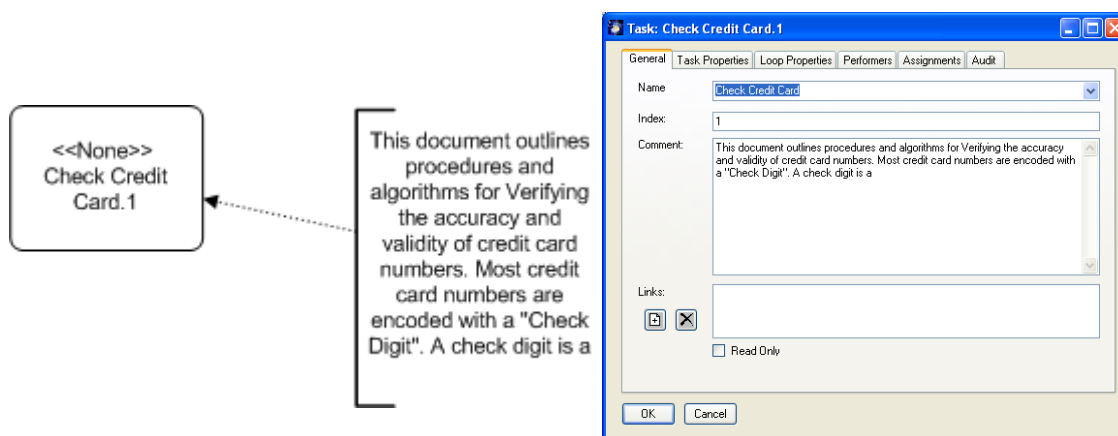 <<None>>
Check Credit
Card.1
This document outlines
procedures and
algorithms for Verifying
the accuracy and
validity of credit card
numbers. Most credit
card numbers are
encoded with a "Check
Digit". A check digit is a
Task: Check Credit Card.1
General Task Properties Loop Properties Performers Assignments Audit
Name Check Credit Card
Index: 1
Comment: This document outlines procedures and algorithms for Verifying the accuracy
and validity of credit card numbers. Most credit card numbers are encoded with
a "Check Digit". A check digit is a
Links:
Read Only
OK Cancel